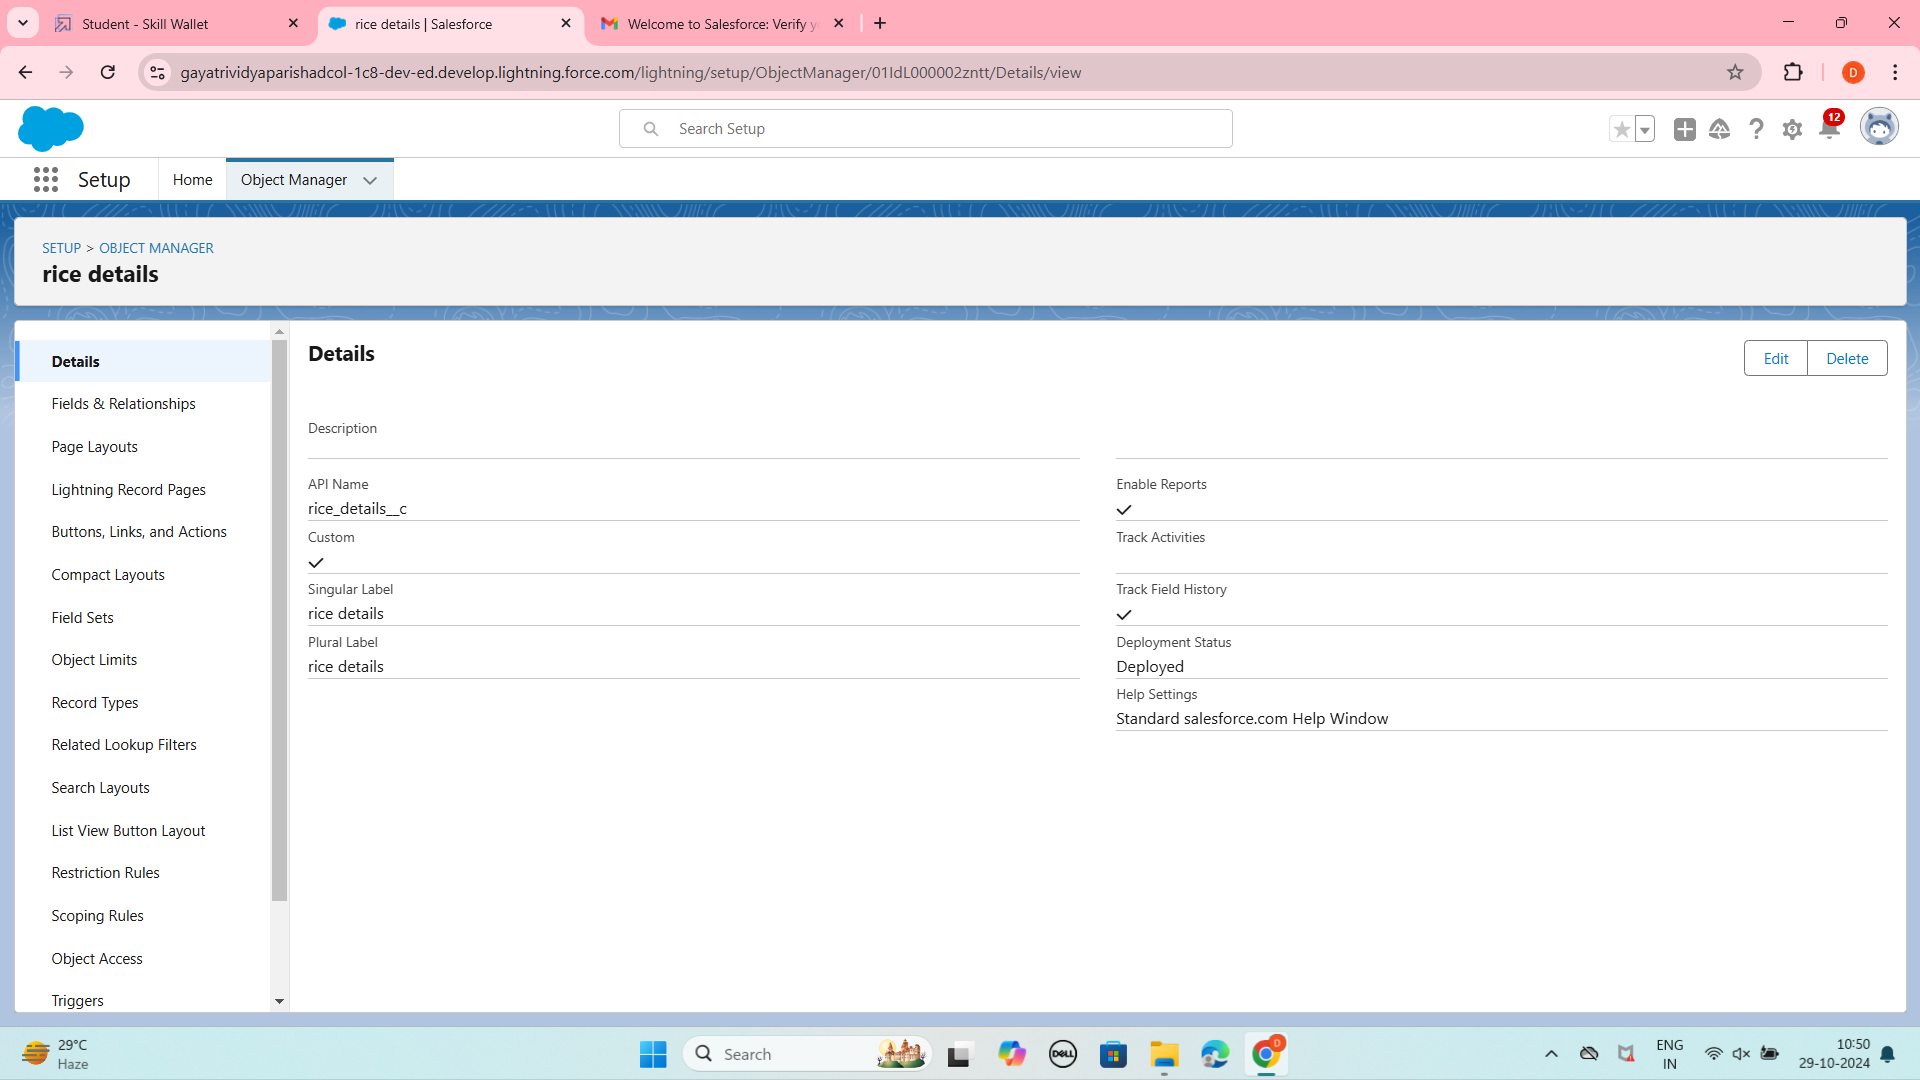 Student - Skill Wallet
rice details | Salesforce
Welcome to Salesforce: Verify y
gayatrividyaparishadcol-1c8-dev-ed.develop.lightning.force.com/lightning/setup/ObjectManager/01IdL000002zntt/Details/view
D
Search Setup
12
Setup
Home
Object Manager
SETUP > OBJECT MANAGER
rice details
Details
Fields & Relationships
Page Layouts
Lightning Record Pages
Buttons, Links, and Actions
Compact Layouts
Field Sets
Object Limits
Record Types
Related Lookup Filters
Search Layouts
List View Button Layout
Restriction Rules
Scoping Rules
Object Access
Triggers
Details
Edit
Delete
Description
API Name
rice_details__c
Custom
Singular Label
rice details
Plural Label
rice details
Enable Reports
Track Activities
Track Field History
Deployment Status
Deployed
Help Settings
Standard salesforce.com Help Window
29°C
Haze
Search
DELL
D
ENG
IN
10:50
29-10-2024